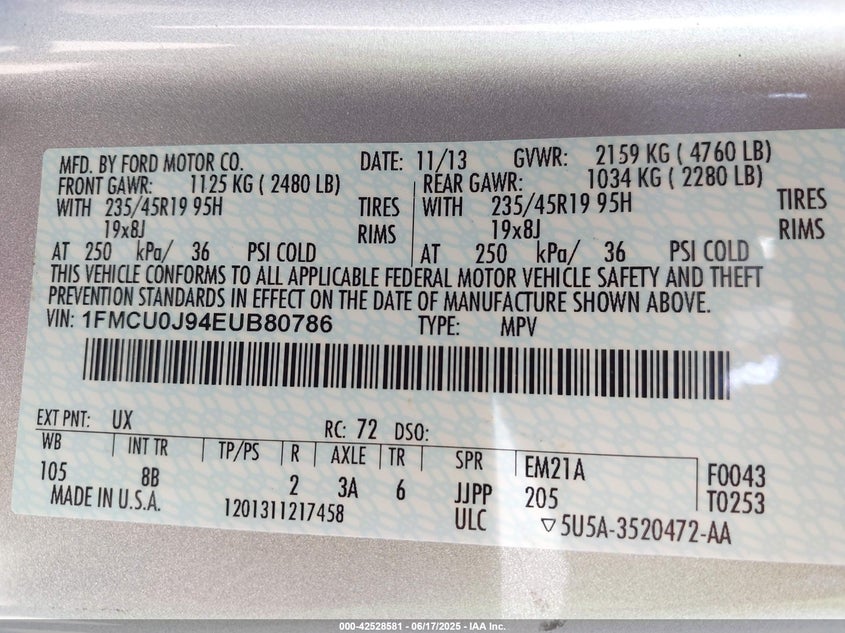 MFD. BY FORD MOTOR CO. DATE: 11/13 GVWR: 2159 KG ( 4760 LB)
FRONT GAWR: 1125 KG ( 2480 LB) REAR GAWR: 1034 KG ( 2280 LB)
WITH 235/45R19 95H TIRES WITH 235/45R19 95H TIRES
19x8J RIMS 19x8J RIMS
AT 250 kPa/ 36 PSI COLD AT 250 kPa/ 36 PSI COLD
THIS VEHICLE CONFORMS TO ALL APPLICABLE FEDERAL MOTOR VEHICLE SAFETY AND THEFT
PREVENTION STANDARDS IN EFFECT ON THE DATE OF MANUFACTURE SHOWN ABOVE.
VIN: 1FMCU0J94EUB80786 TYPE: MPV
EXT PNT: UX RC: 72 DSO:
WB INT TR TP/PS R AXLE TR SPR EM21A F0043
105 8B 2 3A 6 JJPP 205 T0253
MADE IN U.S.A. 1201311217458 ULC ▽5U5A-3520472-AA
000-42528581 - 06/17/2025 - IAA Inc.